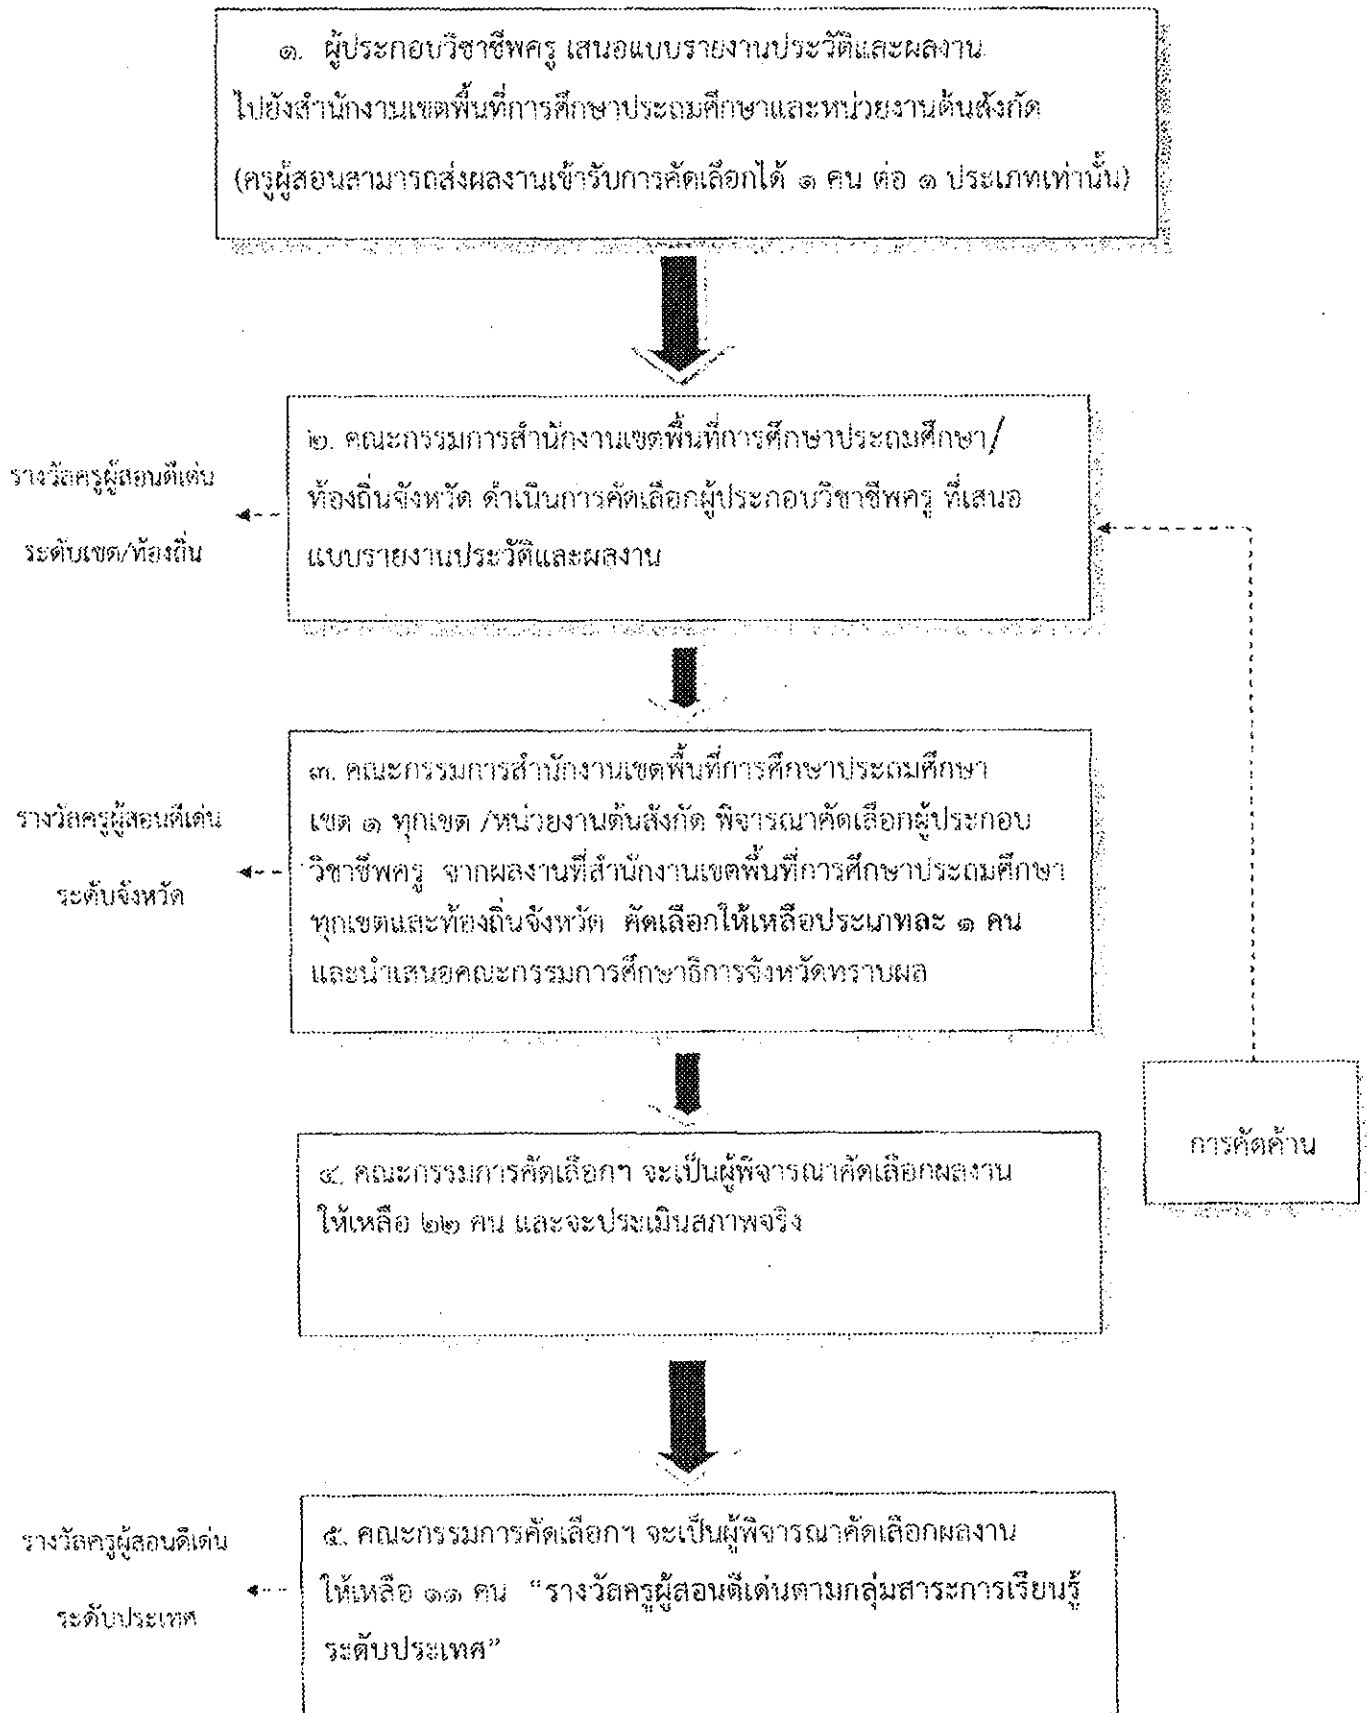 ๑. ผู้ประกอบวิชาชีพครู เสนอแบบรายงานประวัติและผลงาน
ไปยังสำนักงานเขตพื้นที่การศึกษาประถมศึกษาและหน่วยงานต้นสังกัด
(ครูผู้สอนสามารถส่งผลงานเข้ารับการคัดเลือกได้ ๑ คน ต่อ ๑ ประเภทเท่านั้น)
๒. คณะกรรมการสำนักงานเขตพื้นที่การศึกษาประถมศึกษา/
ท้องถิ่นจังหวัด ดำเนินการคัดเลือกผู้ประกอบวิชาชีพครู ที่เสนอ
แบบรายงานประวัติและผลงาน
รางวัลครูผู้สอนดีเด่น
ระดับเขต/ท้องถิ่น
๓. คณะกรรมการสำนักงานเขตพื้นที่การศึกษาประถมศึกษา
เขต ๑ ทุกเขต /หน่วยงานต้นสังกัด พิจารณาคัดเลือกผู้ประกอบ
วิชาชีพครู จากผลงานที่สำนักงานเขตพื้นที่การศึกษาประถมศึกษา
ทุกเขตและท้องถิ่นจังหวัด คัดเลือกให้เหลือประเภทละ ๑ คน
และนำเสนอคณะกรรมการศึกษาธิการจังหวัดทราบผล
รางวัลครูผู้สอนดีเด่น
ระดับจังหวัด
การคัดค้าน
๔. คณะกรรมการคัดเลือกฯ จะเป็นผู้พิจารณาคัดเลือกผลงาน
ให้เหลือ ๒๒ คน และจะประเมินสภาพจริง
๕. คณะกรรมการคัดเลือกฯ จะเป็นผู้พิจารณาคัดเลือกผลงาน
ให้เหลือ ๑๑ คน “รางวัลครูผู้สอนดีเด่นตามกลุ่มสาระการเรียนรู้
ระดับประเทศ”
รางวัลครูผู้สอนดีเด่น
ระดับประเทศ